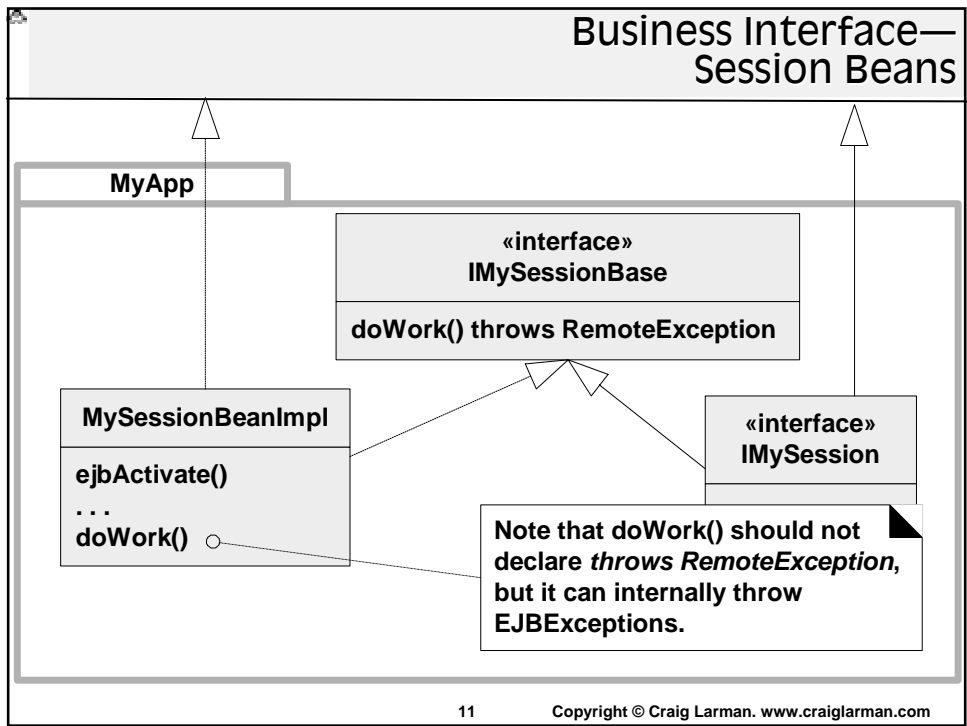 Business Interface—
Session Beans
MyApp
«interface»
IMySessionBase
doWork() throws RemoteException
MySessionBeanImpl
ejbActivate()
. . .
doWork()
«interface»
IMySession
Note that doWork() should not
declare throws RemoteException,
but it can internally throw
EJBExceptions.
11 Copyright © Craig Larman. www.craiglarman.com